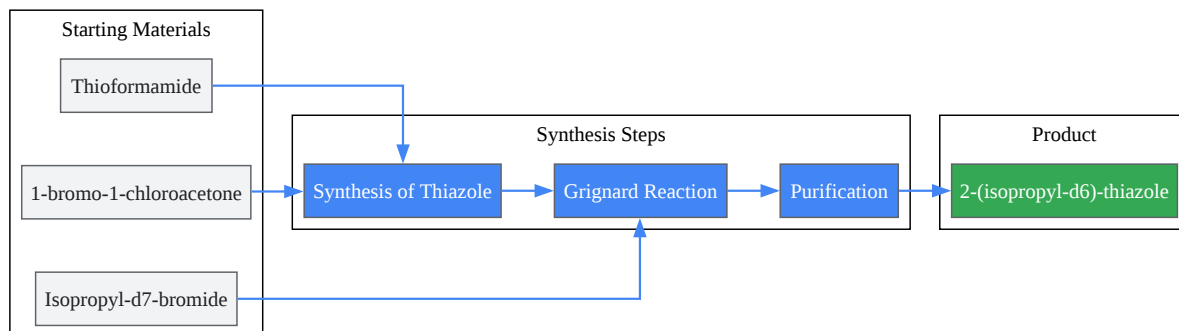 Starting Materials
Thioformamide
1-bromo-1-chloroacetone
Isopropyl-d7-bromide
Synthesis Steps
Synthesis of Thiazole
Grignard Reaction
Purification
Product
2-(isopropyl-d6)-thiazole